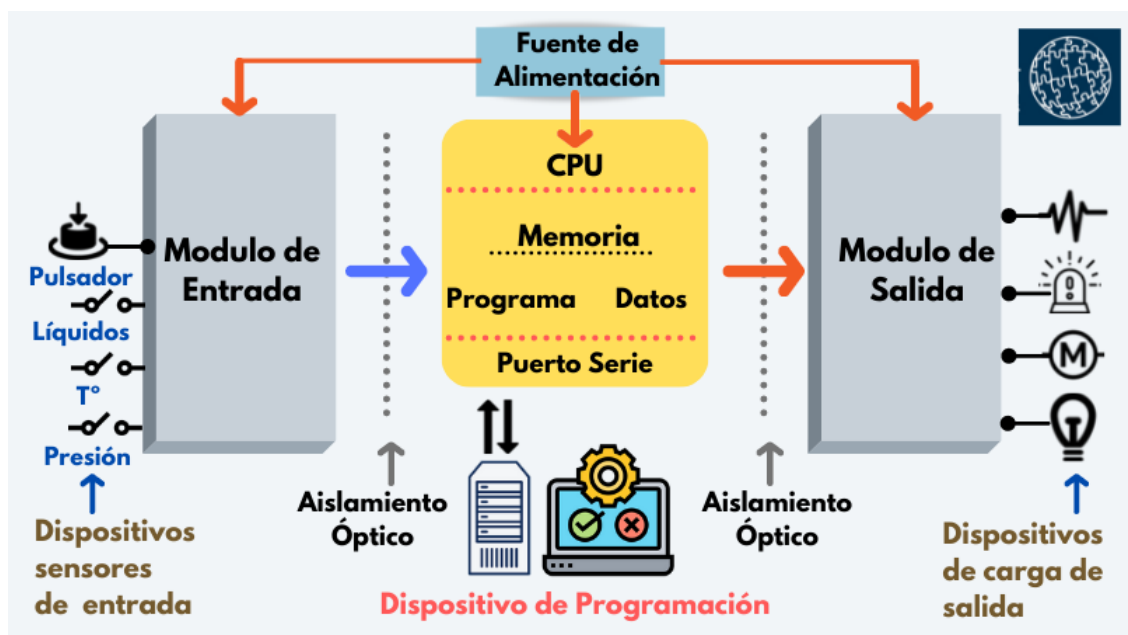 Fuente de
Alimentación
CPU
Memoria
Programa Datos
Puerto Serie
Modulo de
Entrada
Modulo de
Salida
Pulsador
Líquidos
T°
Presión
Dispositivos
sensores
de entrada
Aislamiento
Óptico
Aislamiento
Óptico
M
Dispositivos
de carga de
salida
Dispositivo de Programación